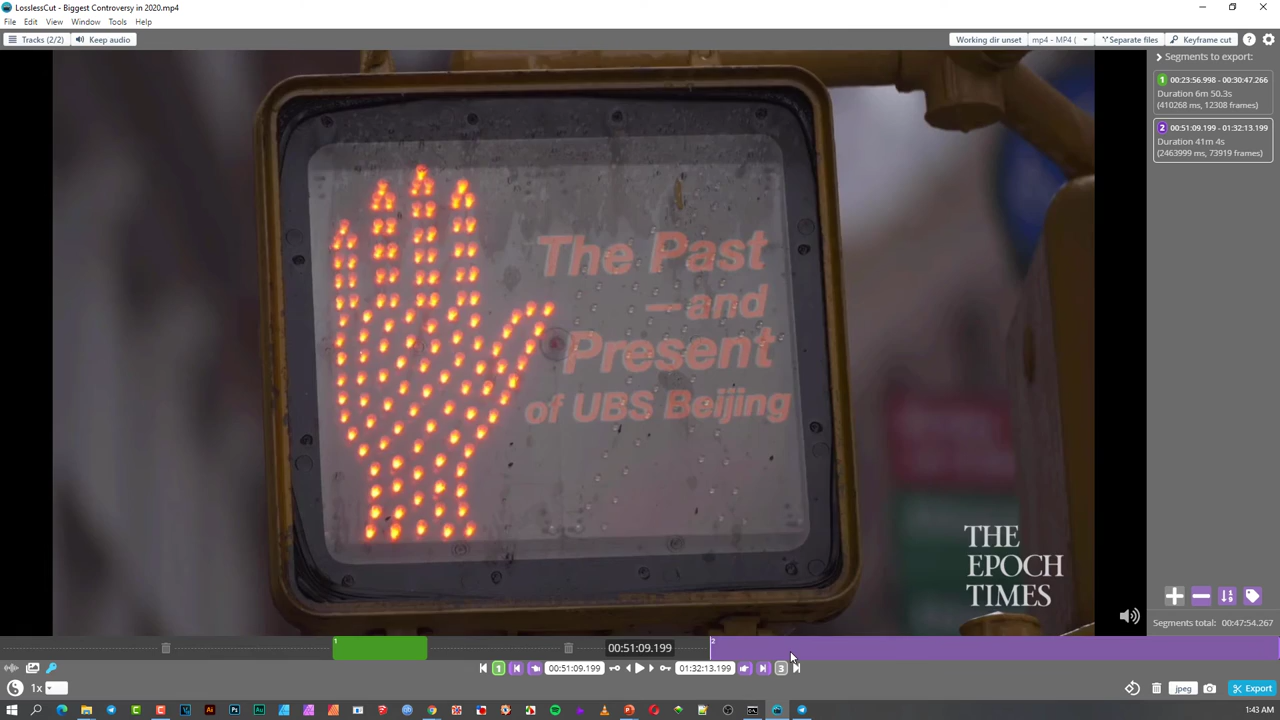 LosslessCut - Biggest Controversy in 2020.mp4
File Edit View Window Tools Help
Tracks (2/2) Keep audio
Working dir unset mp4 - MP4 ( Separate files Keyframe cut
Segments to export:
1 00:23:56.998 - 00:30:47.266
Duration 6m 50.3s
(410268 ms, 12308 frames)
2 00:51:09.199 - 01:32:13.199
Duration 41m 4s
(2463999 ms, 73919 frames)
The Past
—and
Present
of UBS Beijing
THE
EPOCH
TIMES
Segments total: 00:47:54.267
1 00:51:09.199 2
1 00:51:09.199 01:32:13.199 3
1x jpeg Export
1:43 AM